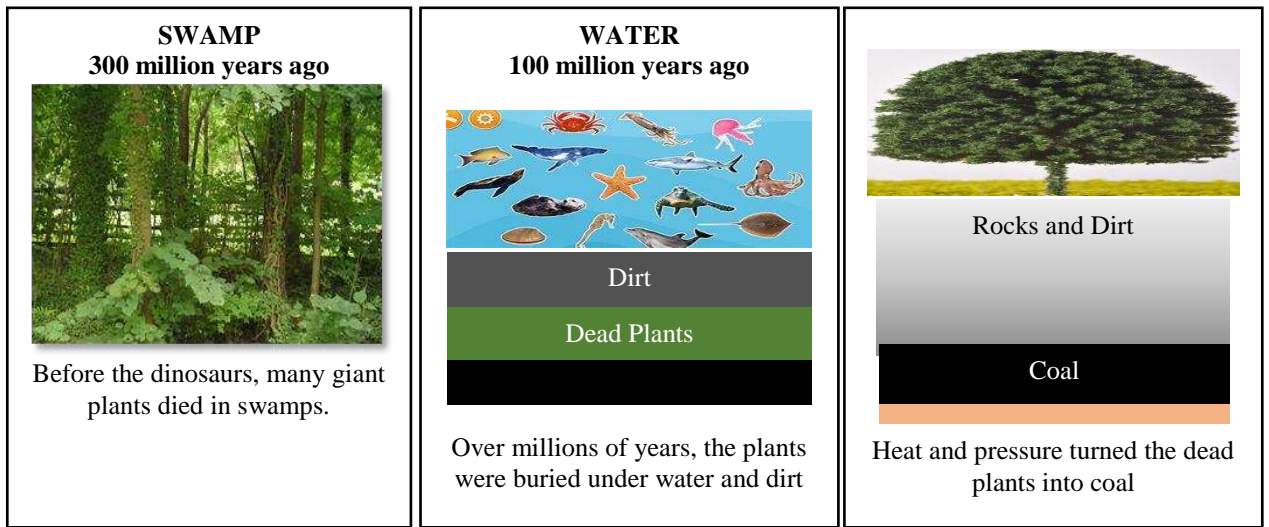 SWAMP
300 million years ago
Before the dinosaurs, many giant
plants died in swamps.
WATER
100 million years ago
Dirt
Dead Plants
Over millions of years, the plants
were buried under water and dirt
Rocks and Dirt
Coal
Heat and pressure turned the dead
plants into coal